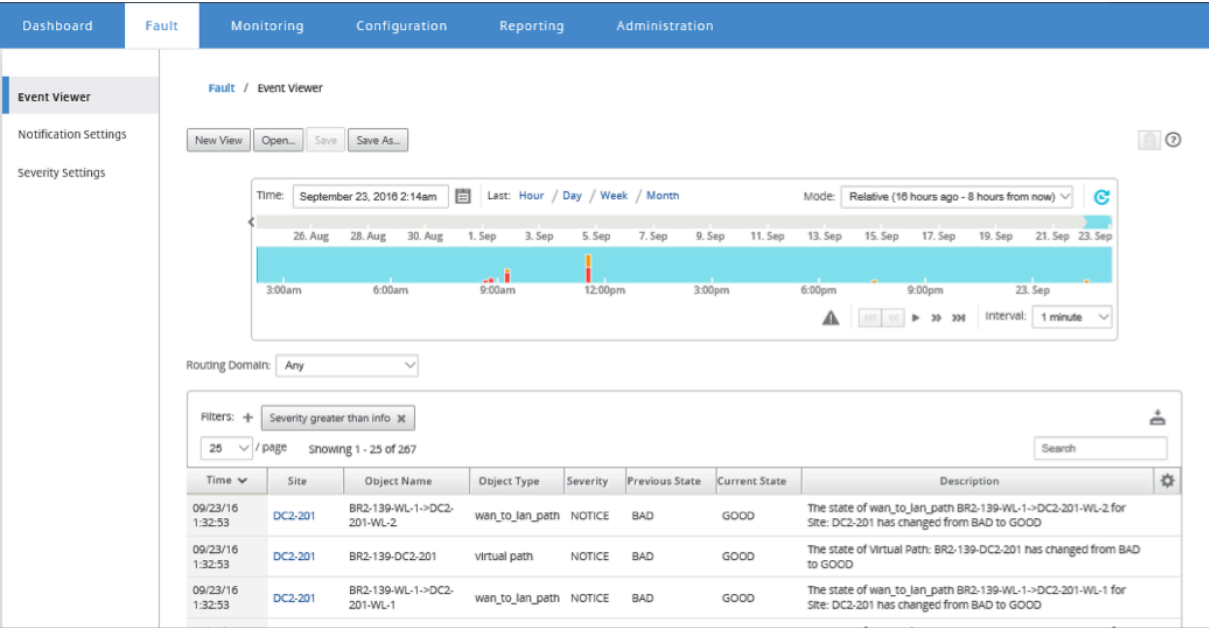 Dashboard Fault Monitoring Configuration Reporting Administration
Event Viewer
Notification Settings
Severity Settings
Fault / Event Viewer
New View Open... Save Save As...
Time: September 23, 2016 2:14am Last: Hour / Day / Week / Month Mode: Relative (16 hours ago - 8 hours from now)
26. Aug 28. Aug 30. Aug 1. Sep 3. Sep 5. Sep 7. Sep 9. Sep 11. Sep 13. Sep 15. Sep 17. Sep 19. Sep 21. Sep 23. Sep
3:00am 6:00am 9:00am 12:00pm 3:00pm 6:00pm 9:00pm 23. Sep
Interval: 1 minute
Routing Domain: Any
Filters: + Severity greater than info
25 / page Showing 1 - 25 of 267 Search
Time Site Object Name Object Type Severity Previous State Current State Description
09/23/16 1:32:53 DC2-201 BR2-139-WL-1->DC2-201-WL-2 wan_to_lan_path NOTICE BAD GOOD The state of wan_to_lan_path BR2-139-WL-1->DC2-201-WL-2 for Site: DC2-201 has changed from BAD to GOOD
09/23/16 1:32:53 DC2-201 BR2-139-DC2-201 virtual path NOTICE BAD GOOD The state of Virtual Path: BR2-139-DC2-201 has changed from BAD to GOOD
09/23/16 1:32:53 DC2-201 BR2-139-WL-1->DC2-201-WL-1 wan_to_lan_path NOTICE BAD GOOD The state of wan_to_lan_path BR2-139-WL-1->DC2-201-WL-1 for Site: DC2-201 has changed from BAD to GOOD